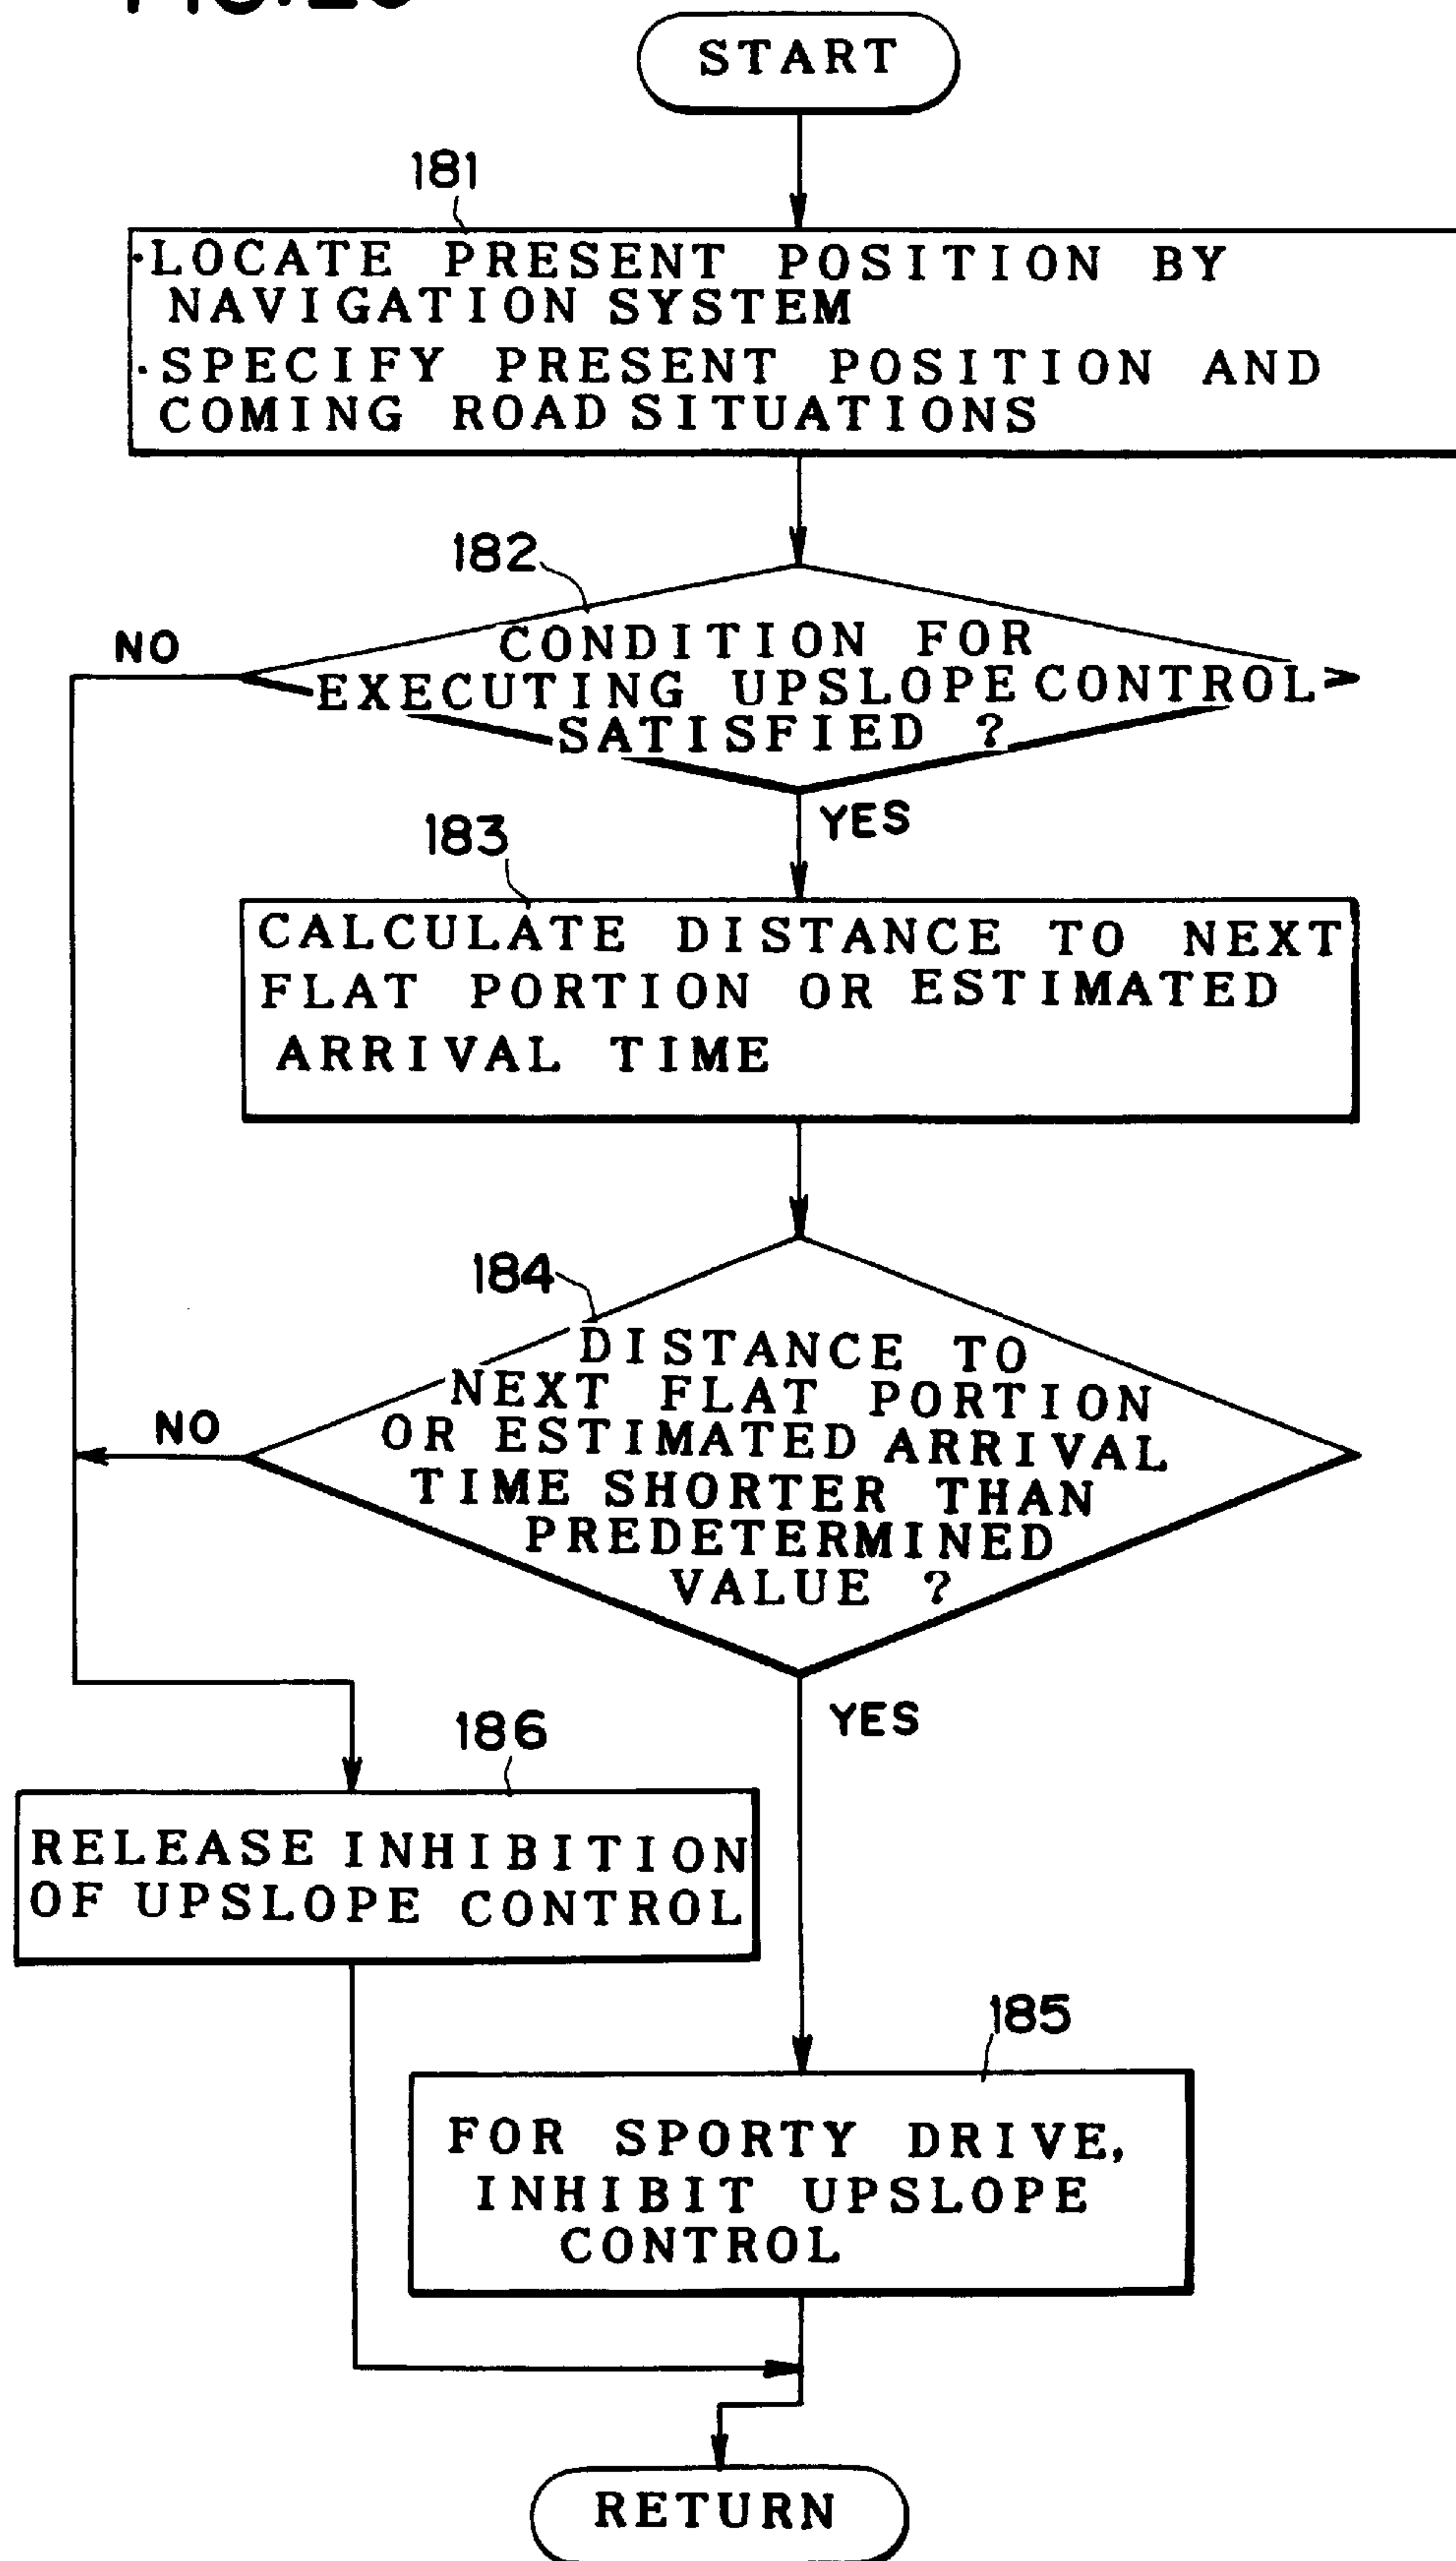 START
181
·LOCATE PRESENT POSITION BY
NAVIGATION SYSTEM
·SPECIFY PRESENT POSITION AND
COMING ROAD SITUATIONS
182
NO
CONDITION FOR
EXECUTING UPSLOPE CONTROL
SATISFIED ?
YES
183
CALCULATE DISTANCE TO NEXT
FLAT PORTION OR ESTIMATED
ARRIVAL TIME
184
NO
DISTANCE TO
NEXT FLAT PORTION
OR ESTIMATED ARRIVAL
TIME SHORTER THAN
PREDETERMINED
VALUE ?
YES
186
RELEASE INHIBITION
OF UPSLOPE CONTROL
185
FOR SPORTY DRIVE,
INHIBIT UPSLOPE
CONTROL
RETURN